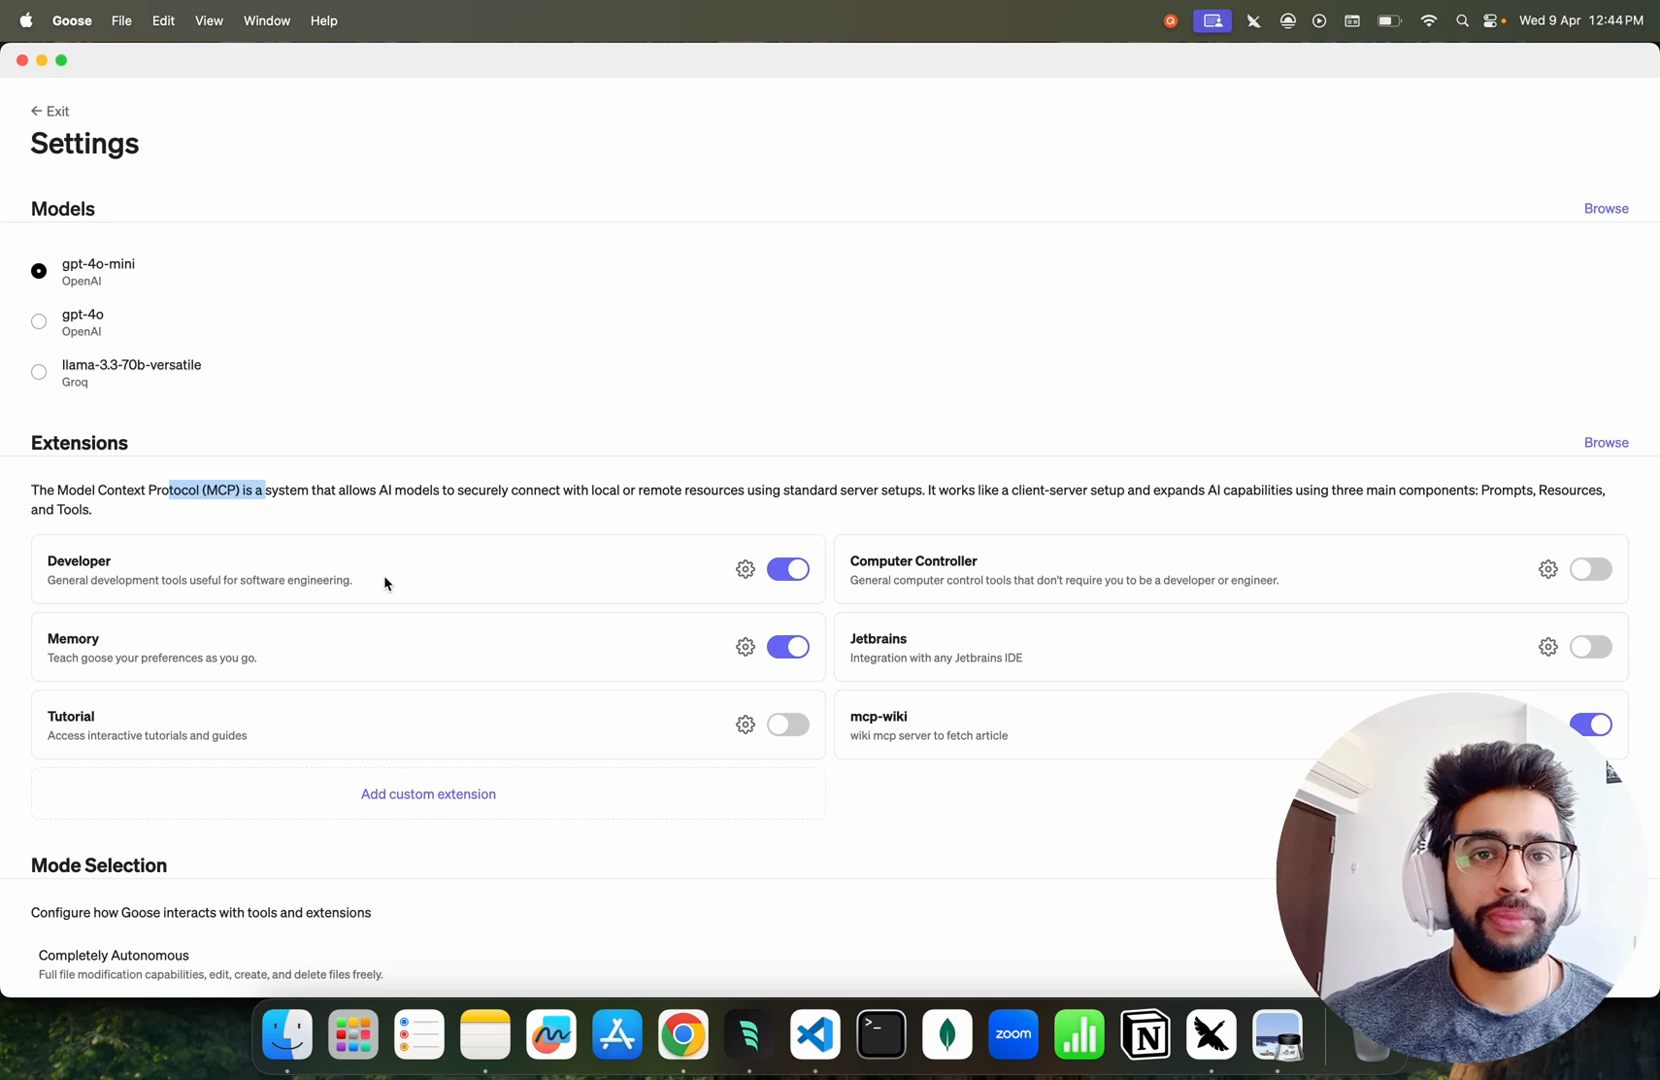 Goose File Edit View Window Help Wed 9 Apr 12:44 PM
← Exit
Settings
Models Browse
gpt-4o-mini
OpenAI
gpt-4o
OpenAI
llama-3.3-70b-versatile
Groq
Extensions Browse
The Model Context Protocol (MCP) is a system that allows AI models to securely connect with local or remote resources using standard server setups. It works like a client-server setup and expands AI capabilities using three main components: Prompts, Resources,
and Tools.
Developer
General development tools useful for software engineering.
Computer Controller
General computer control tools that don't require you to be a developer or engineer.
Memory
Teach goose your preferences as you go.
Jetbrains
Integration with any Jetbrains IDE
Tutorial
Access interactive tutorials and guides
mcp-wiki
wiki mcp server to fetch article
Add custom extension
Mode Selection
Configure how Goose interacts with tools and extensions
Completely Autonomous
Full file modification capabilities, edit, create, and delete files freely.
zoom